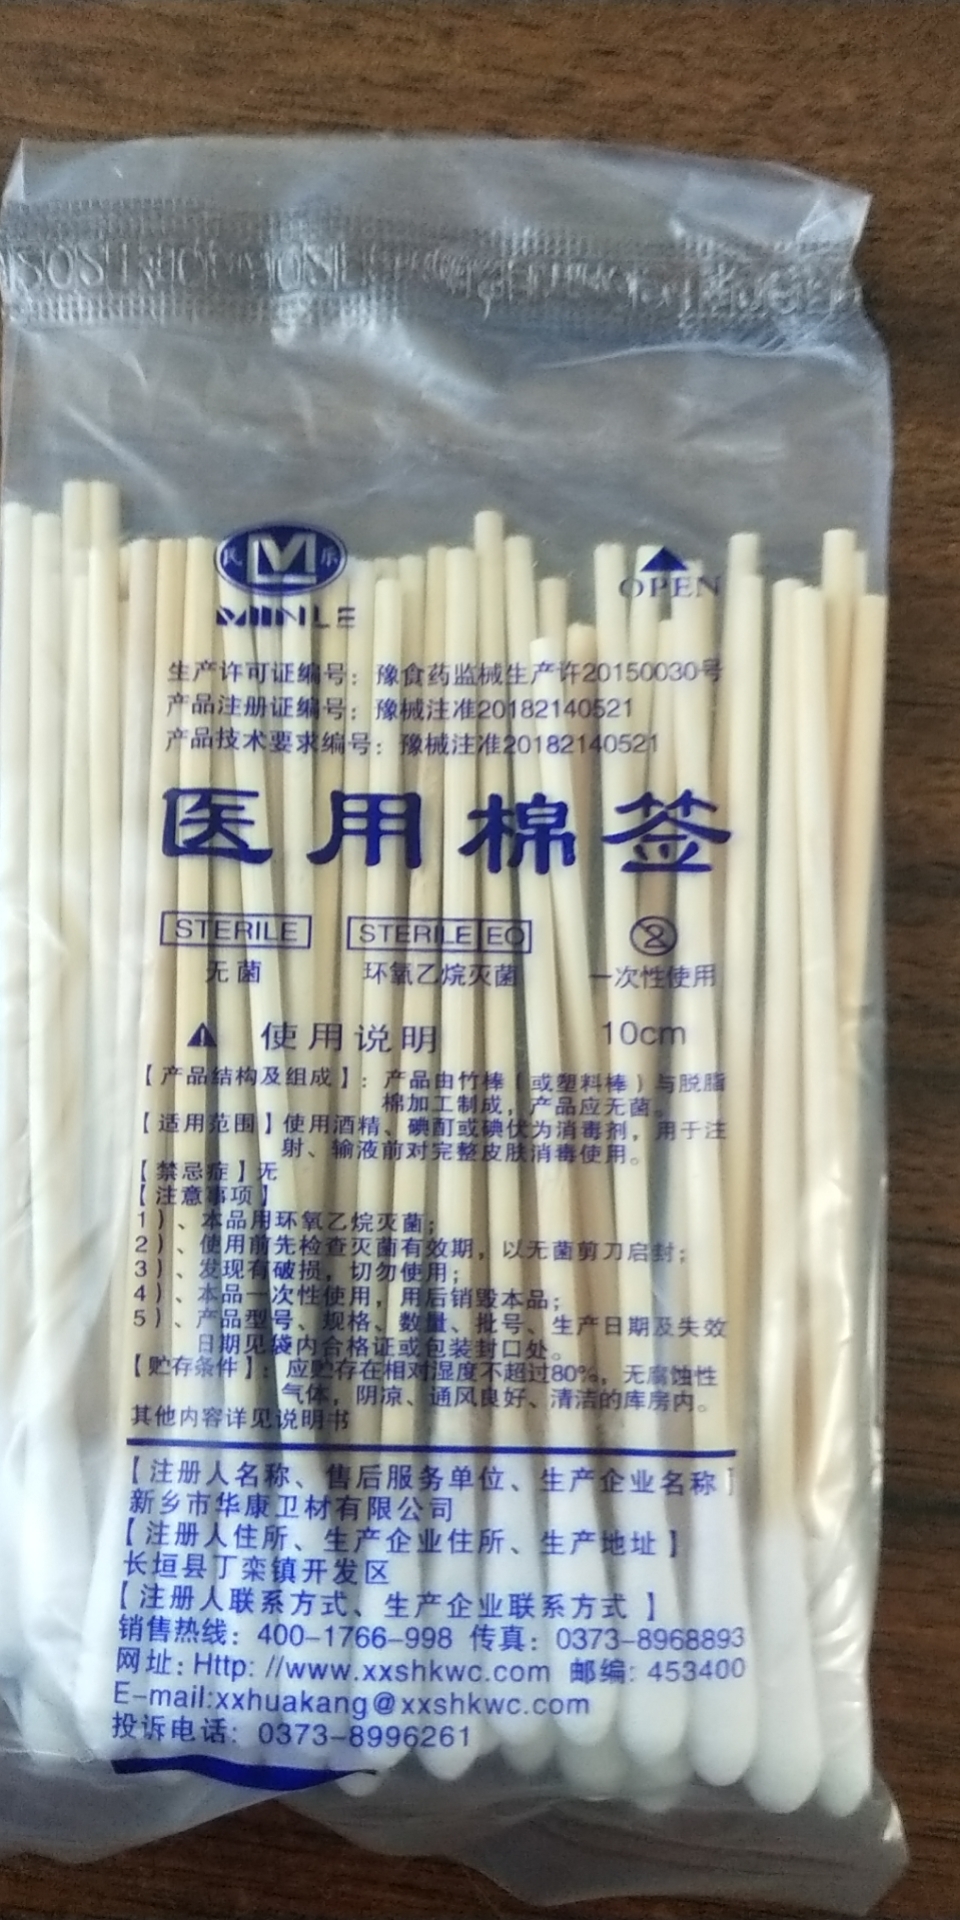 民 M 乐
MINLE
OPEN
生产许可证编号：豫食药监械生产许20150030号
产品注册证编号：豫械注准20182140521
产品技术要求编号：豫械注准20182140521
医用棉签
STERILE STERILE EO 2
无菌 环氧乙烷灭菌 一次性使用
使用说明 10cm
【产品结构及组成】：产品由竹棒（或塑料棒）与脱脂
棉加工制成，产品应无菌。
【适用范围】使用酒精、碘酊或碘伏为消毒剂，用于注
射、输液前对完整皮肤消毒使用。
【禁忌症】无
【注意事项】
1）、本品用环氧乙烷灭菌；
2）、使用前先检查灭菌有效期，以无菌剪刀启封；
3）、发现有破损，切勿使用；
4）、本品一次性使用，用后销毁本品；
5）、产品型号、规格、数量、批号、生产日期及失效
日期见袋内合格证或包装封口处。
【贮存条件】：应贮存在相对湿度不超过80%，无腐蚀性
气体，阴凉、通风良好、清洁的库房内。
其他内容详见说明书
【注册人名称、售后服务单位、生产企业名称】
新乡市华康卫材有限公司
【注册人住所、生产企业住所、生产地址】
长垣县丁栾镇开发区
【注册人联系方式、生产企业联系方式】
销售热线：400-1766-998 传真：0373-8968893
网址：Http: //www.xxshkwc.com 邮编：453400
E-mail:xxhuakang@xxshkwc.com
投诉电话：0373-8996261